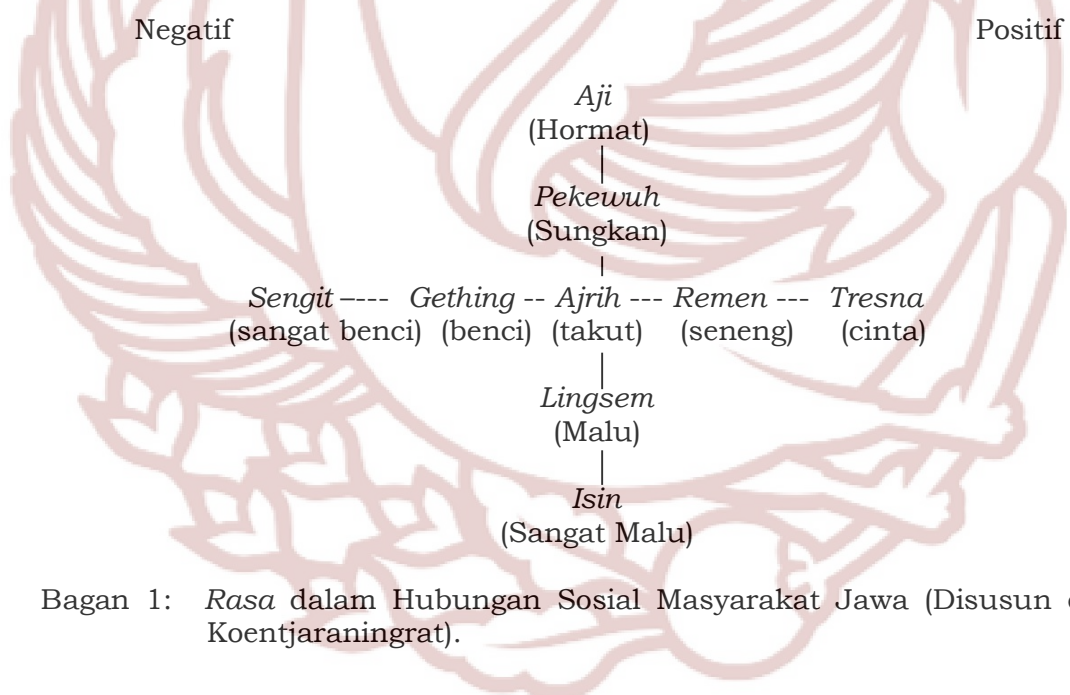 Negatif Positif
Aji
(Hormat)
Pekewuh
(Sungkan)
Sengit –--- Gething -- Ajrih --- Remen --- Tresna
(sangat benci) (benci) (takut) (seneng) (cinta)
Lingsem
(Malu)
Isin
(Sangat Malu)
Bagan 1: Rasa dalam Hubungan Sosial Masyarakat Jawa (Disusun
Koentjaraningrat).